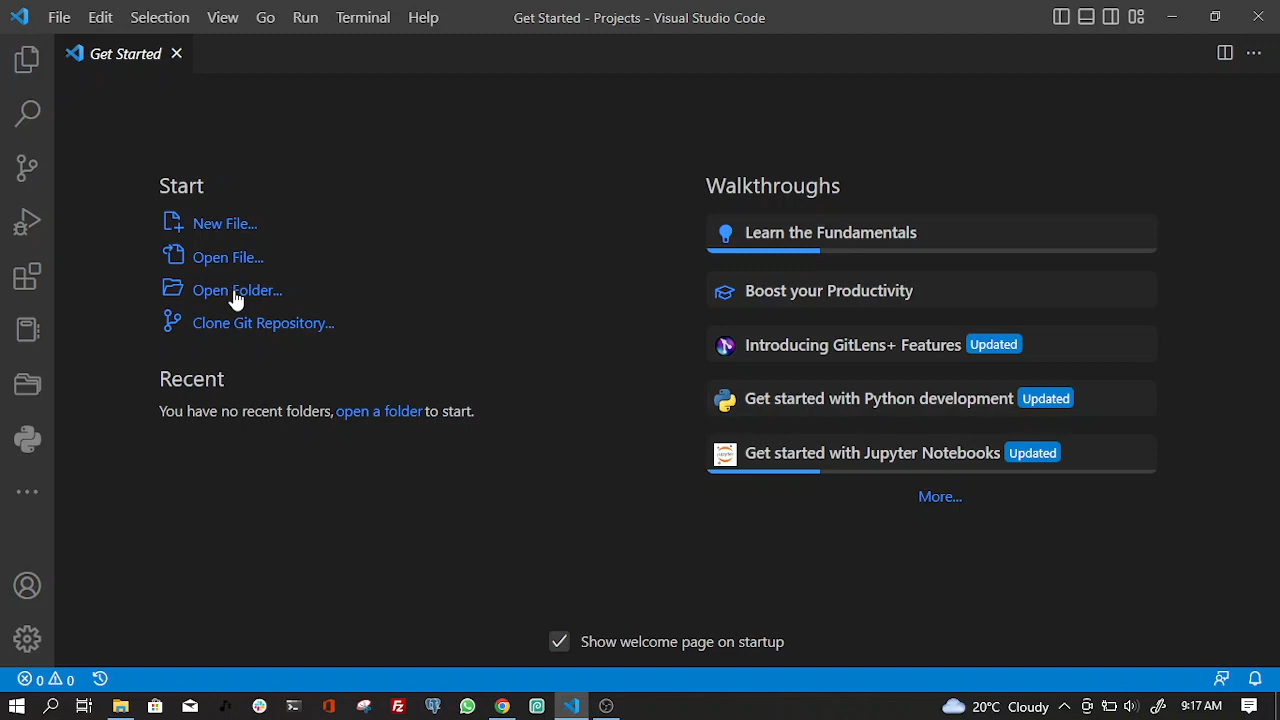 File Edit Selection View Go Run Terminal Help
Get Started - Projects - Visual Studio Code
Get Started
Start
New File...
Open File...
Open Folder...
Clone Git Repository...
Recent
You have no recent folders, open a folder to start.
Walkthroughs
Learn the Fundamentals
Boost your Productivity
Introducing GitLens+ Features Updated
Get started with Python development Updated
Get started with Jupyter Notebooks Updated
More...
Show welcome page on startup
0 0
20°C Cloudy
9:17 AM